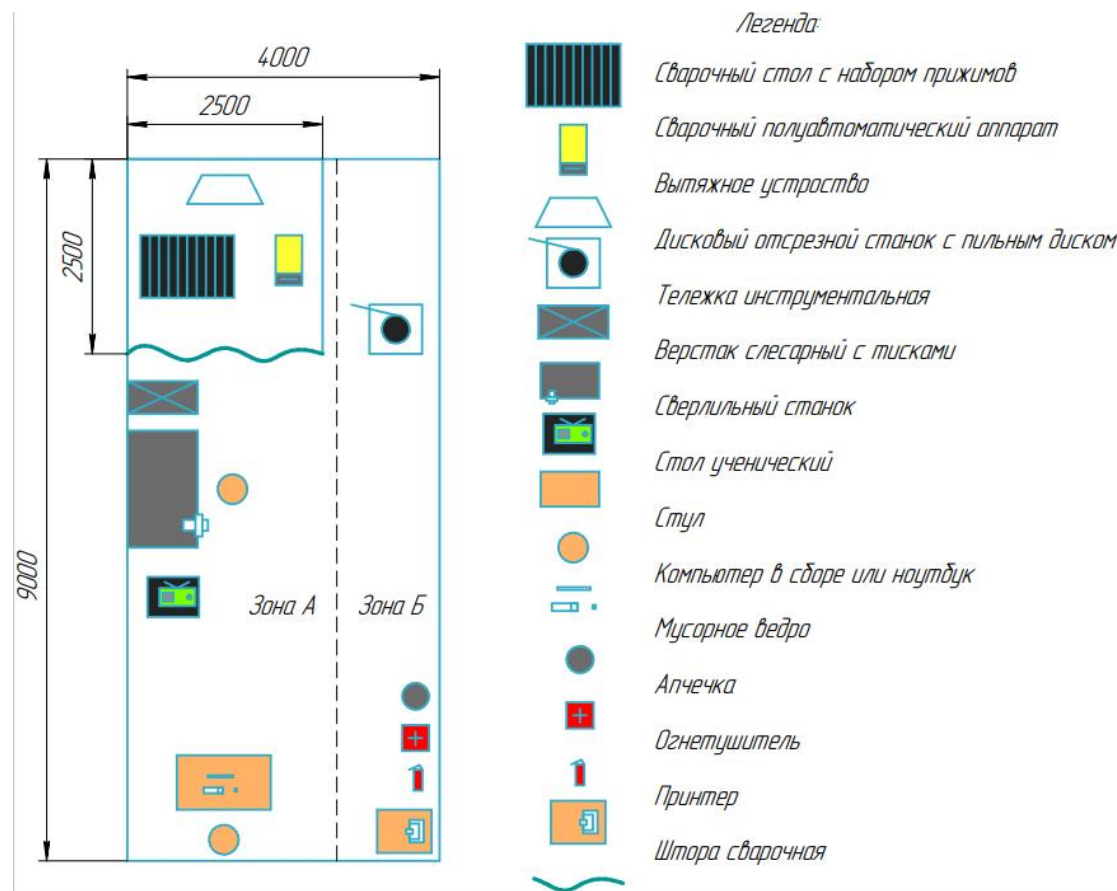 4000
2500
2500
9000
Зона А
Зона Б
Легенда:
Сварочный стол с набором прижимов
Сварочный полуавтоматический аппарат
Вытяжное устройство
Дисковый отсрезной станок с пильным диском
Тележка инструментальная
Верстак слесарный с тисками
Сверлильный станок
Стол ученический
Стул
Компьютер в сборе или ноутбук
Мусорное ведро
Апчечка
Огнетушитель
Принтер
Штора сварочная